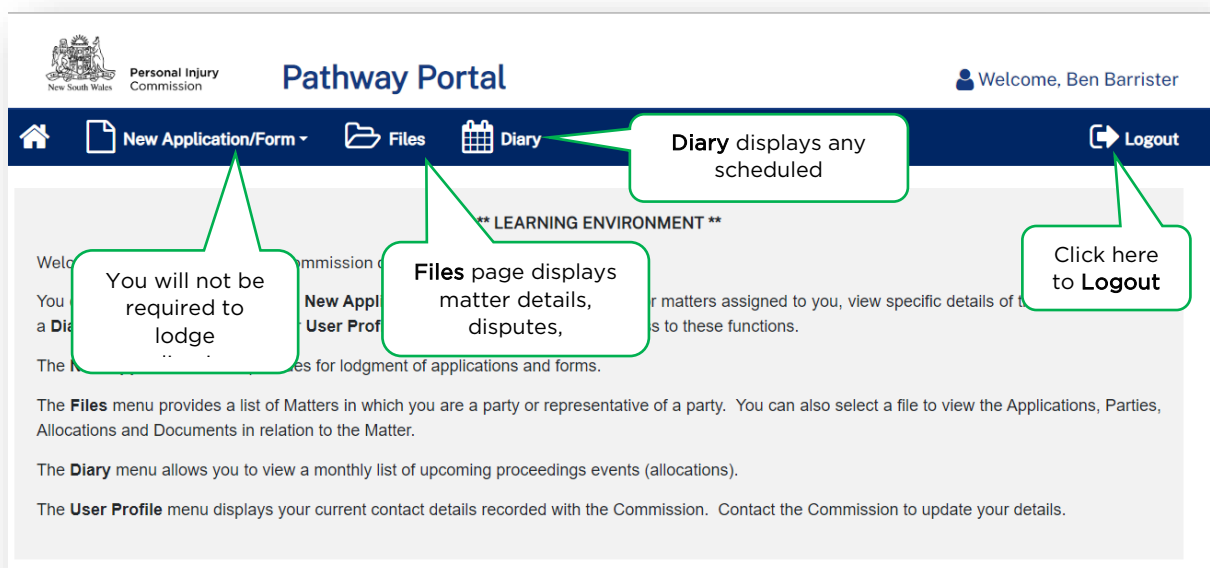 Personal Injury
Commission
New South Wales
Pathway Portal
Welcome, Ben Barrister
New Application/Form
Files
Diary
Logout
Diary displays any
scheduled
** LEARNING ENVIRONMENT **
Click here
to Logout
You will not be
required to
lodge
Files page displays
matter details,
disputes,
You
New
matters assigned to you, view specific details of
a
User
to these functions.
The
for lodgment of applications and forms.
The Files menu provides a list of Matters in which you are a party or representative of a party. You can also select a file to view the Applications, Parties,
Allocations and Documents in relation to the Matter.
The Diary menu allows you to view a monthly list of upcoming proceedings events (allocations).
The User Profile menu displays your current contact details recorded with the Commission. Contact the Commission to update your details.